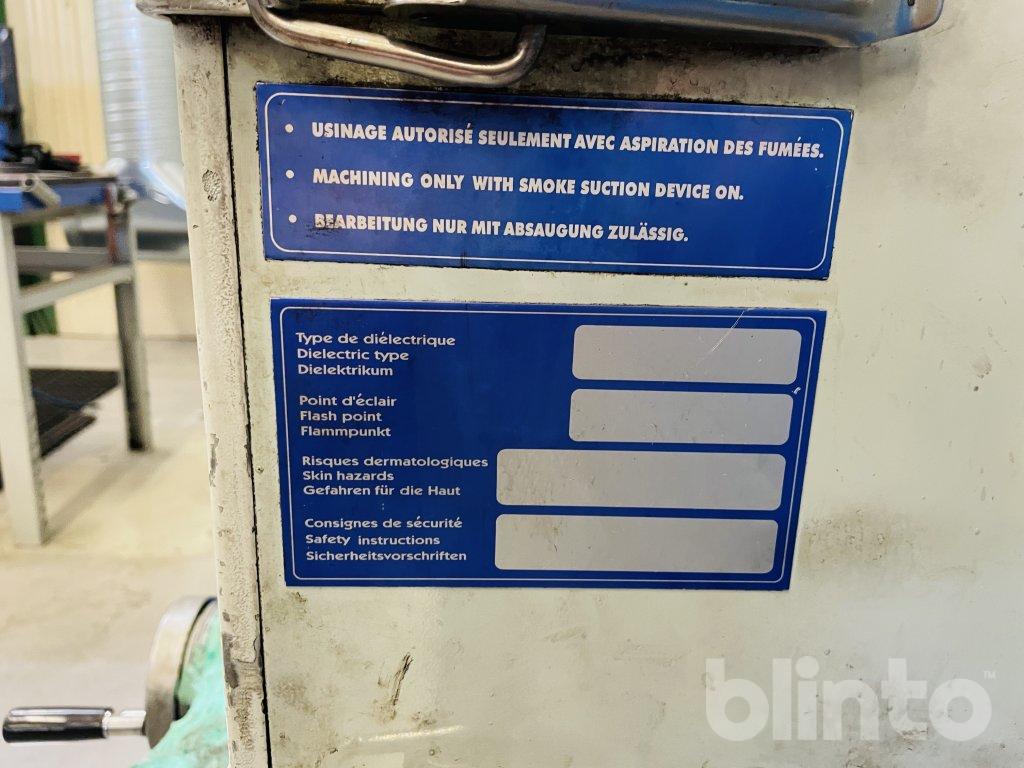 • USINAGE AUTORISÉ SEULEMENT AVEC ASPIRATION DES FUMÉES.
• MACHINING ONLY WITH SMOKE SUCTION DEVICE ON.
• BEARBEITUNG NUR MIT ABSAUGUNG ZULÄSSIG.
Type de diélectrique
Dielectric type
Dielektrikum
Point d'éclair
Flash point
Flammpunkt
Risques dermatologiques
Skin hazards
Gefahren für die Haut
Consignes de sécurité
Safety instructions
Sicherheitsvorschriften
blinto™